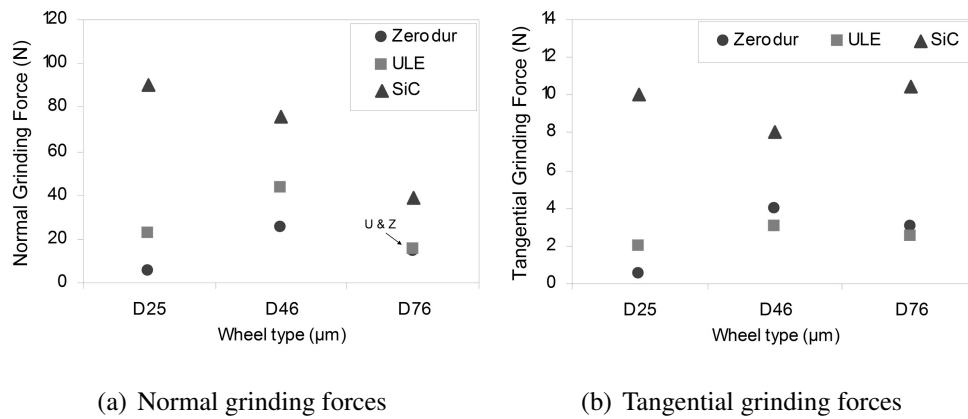 120
100
80
60
40
20
0
Normal Grinding Force (N)
Zerodur
ULE
SiC
U & Z
D25 D46 D76
Wheel type (µm)
(a) Normal grinding forces
14
12
10
8
6
4
2
0
Tangential Grinding Force (N)
Zerodur ULE SiC
D25 D46 D76
Wheel type (µm)
(b) Tangential grinding forces